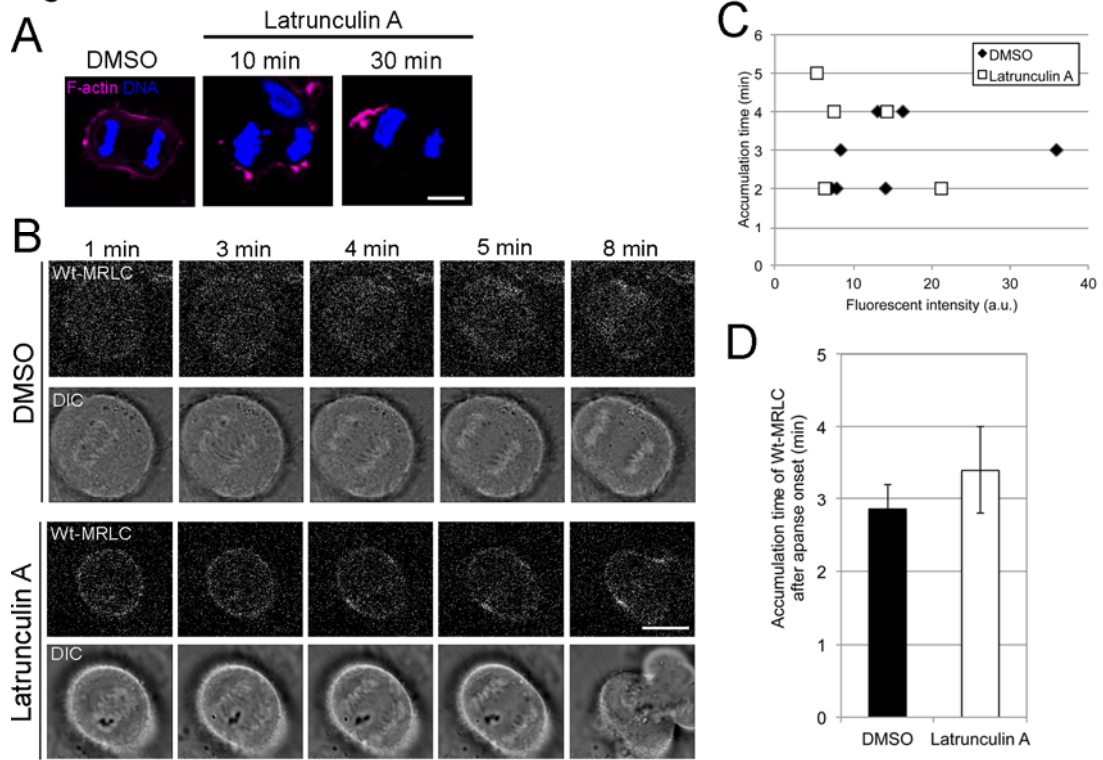 A
Latrunculin A
DMSO
10 min
30 min
F-actin DNA
B
1 min
3 min
4 min
5 min
8 min
DMSO
Wt-MRLC
DIC
Latrunculin A
Wt-MRLC
DIC
C
Accumulation time (min)
6
5
4
3
2
1
0
DMSO
Latrunculin A
0
10
20
30
40
Fluorescent intensity (a.u.)
D
Accumulation time of Wt-MRLC
after apanse onset (min)
5
4
3
2
1
0
DMSO
Latrunculin A